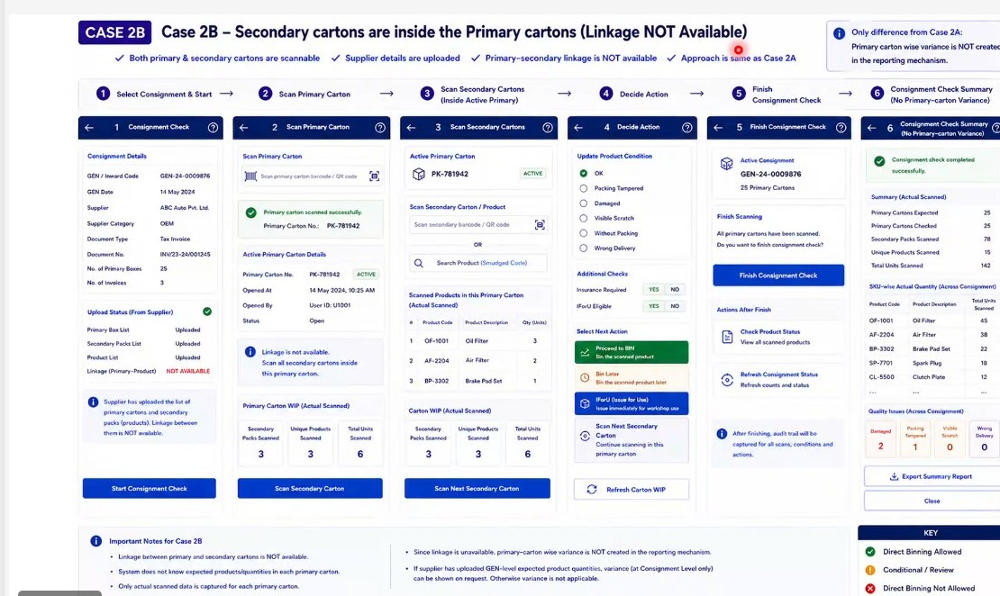 CASE 2B
Case 2B – Secondary cartons are inside the Primary cartons (Linkage NOT Available)
Both primary & secondary cartons are scannable
Supplier details are uploaded
Primary-secondary linkage is NOT available
Approach is same as Case 2A
Only difference from Case 2A:
Primary carton wise variance is NOT created
in the reporting mechanism.
1 Select Consignment & Start
2 Scan Primary Carton
3 Scan Secondary Cartons
(Inside Active Primary)
4 Decide Action
5 Finish
Consignment Check
6 Consignment Check Summary
(No Primary-carton Variance)
1 Consignment Check
Consignment Details
GEN / Inward Code GEN-24-0009876
GEN Date 14 May 2024
Supplier ABC Auto Pvt. Ltd.
Supplier Category OEM
Document Type Tax Invoice
Document No. INV/23-24/001245
No. of Primary Boxes 25
No. of Invoices 3
Upload Status (From Supplier)
Primary Box List Uploaded
Secondary Packs List Uploaded
Product List Uploaded
Linkage (Primary-Product) NOT AVAILABLE
Supplier has uploaded the list of
primary cartons and secondary
packs (products). Linkage between
them is NOT available.
Start Consignment Check
2 Scan Primary Carton
Scan Primary Carton
Scan primary carton barcode / QR code
Primary carton scanned successfully.
Primary Carton No.: PK-781942
Active Primary Carton Details
Primary Carton No. PK-781942 ACTIVE
Opened At 14 May 2024, 10:25 AM
Opened By User ID: U1001
Status Open
Linkage is not available.
Scan all secondary cartons inside
this primary carton.
Primary Carton WIP (Actual Scanned)
Secondary
Packs Scanned
3
Unique Products
Scanned
3
Total Units
Scanned
6
Scan Secondary Carton
3 Scan Secondary Cartons
Active Primary Carton
PK-781942 ACTIVE
Scan Secondary Carton / Product
Scan secondary barcode / QR code
OR
Search Product (Smudged Code)
Scanned Products in this Primary Carton
(Actual Scanned)
# Product Code Product Description Qty (Units)
1 OF-1001 Oil Filter 3
2 AF-2204 Air Filter 2
3 BP-3302 Brake Pad Set 1
Carton WIP (Actual Scanned)
Secondary
Packs Scanned
3
Unique Products
Scanned
3
Total Units
Scanned
6
Scan Next Secondary Carton
4 Decide Action
Update Product Condition
OK
Packing Tampered
Damaged
Visible Scratch
Without Packing
Wrong Delivery
Additional Checks
Insurance Required YES NO
IForU Eligible YES NO
Select Next Action
Proceed to BIN
Bin the scanned product
Bin Later
Bin the scanned product later
IForU (Issue for Use)
Issue immediately for workshop use
Scan Next Secondary
Carton
Continue scanning in this
primary carton
Refresh Carton WIP
5 Finish Consignment Check
Active Consignment
GEN-24-0009876
25 Primary Cartons
Finish Scanning
All primary cartons have been scanned.
Do you want to finish consignment check?
Finish Consignment Check
Actions After Finish
Check Product Status
View all scanned products
Refresh Consignment Status
Refresh counts and status
After finishing, audit trail will be
captured for all scans, conditions and
actions.
6 Consignment Check Summary
(No Primary-carton Variance)
Consignment check completed
successfully.
Summary (Actual Scanned)
Primary Cartons Expected 25
Primary Cartons Checked 25
Secondary Packs Scanned 78
Unique Products Scanned 15
Total Units Scanned 142
SKU-wise Actual Quantity (Across Consignment)
Product Code Product Description Total Units
Scanned
OF-1001 Oil Filter 45
AF-2204 Air Filter 38
BP-3302 Brake Pad Set 22
SP-7701 Spark Plug 18
CL-5500 Clutch Plate 12
... ... ...
Quality Issues (Across Consignment)
Damaged
2
Packing
Tampered
1
Visible
Scratch
0
Wrong
Delivery
0
Export Summary Report
Close
Important Notes for Case 2B
• Linkage between primary and secondary cartons is NOT available.
• System does not know expected products/quantities in each primary carton.
• Only actual scanned data is captured for each primary carton.
• Since linkage is unavailable, primary-carton wise variance is NOT created in the reporting mechanism.
• If supplier has uploaded GEN-level expected product quantities, variance (at Consignment Level only)
can be shown on request. Otherwise variance is not applicable.
KEY
Direct Binning Allowed
Conditional / Review
Direct Binning Not Allowed